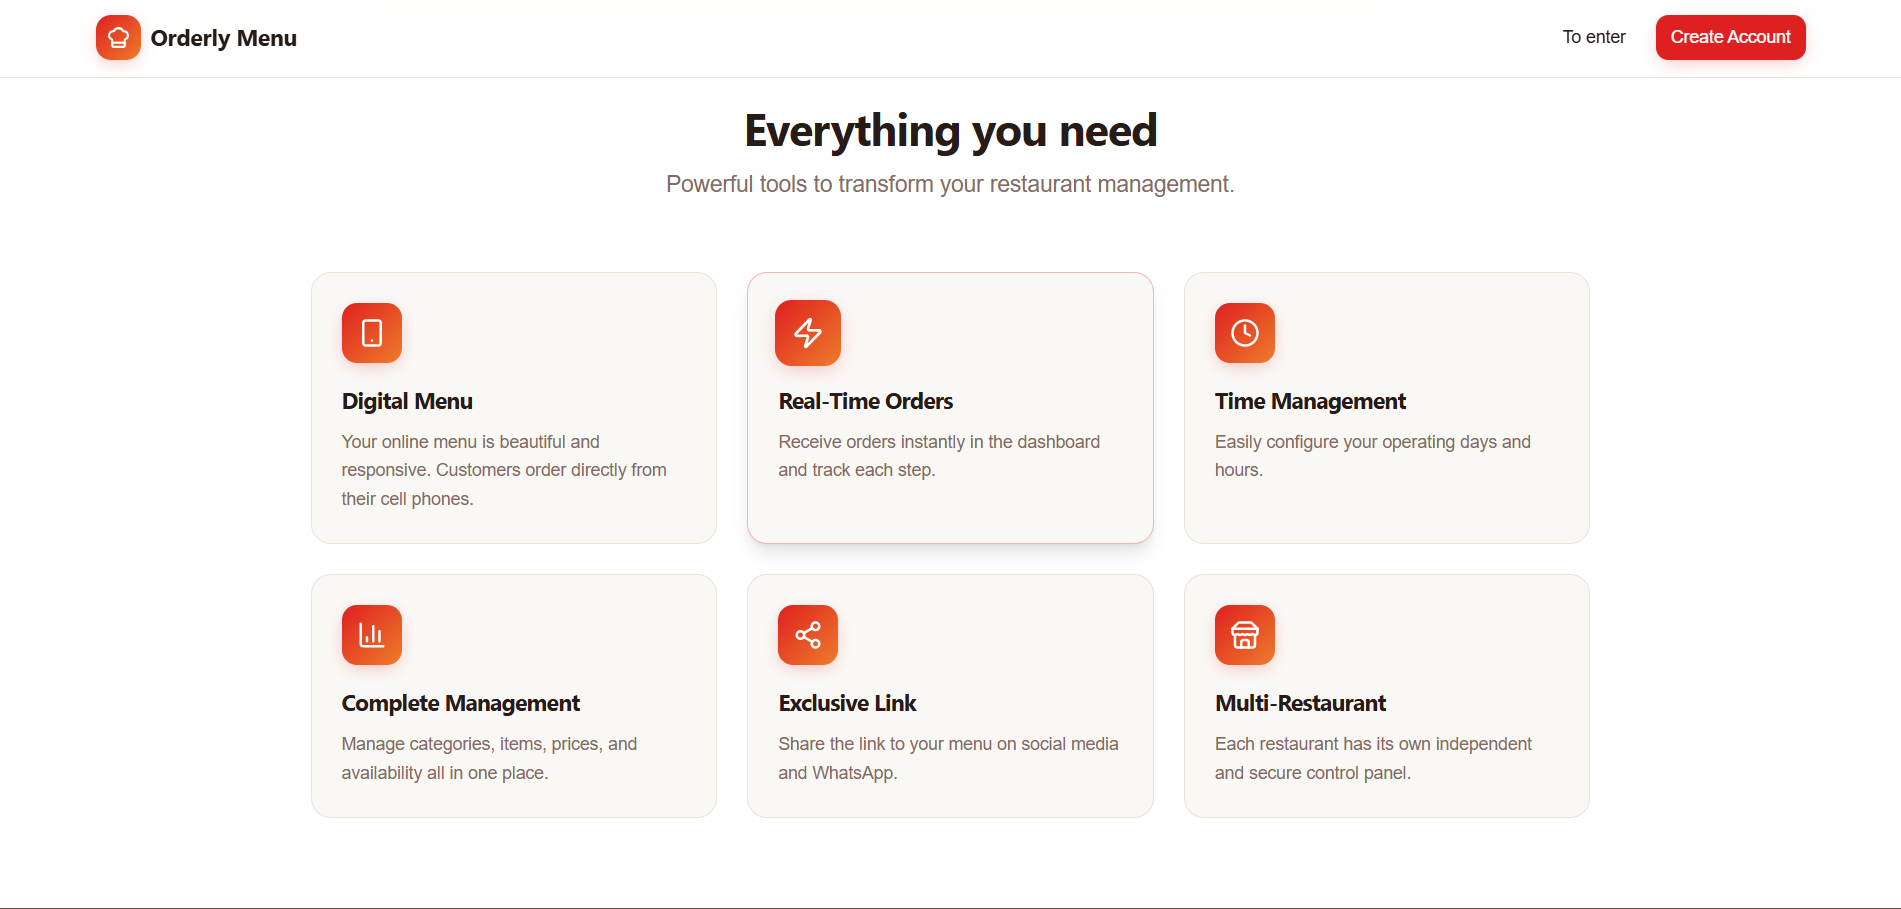 Orderly Menu
To enter
Create Account
Everything you need
Powerful tools to transform your restaurant management.
Digital Menu
Your online menu is beautiful and
responsive. Customers order directly from
their cell phones.
Real-Time Orders
Receive orders instantly in the dashboard
and track each step.
Time Management
Easily configure your operating days and
hours.
Complete Management
Manage categories, items, prices, and
availability all in one place.
Exclusive Link
Share the link to your menu on social media
and WhatsApp.
Multi-Restaurant
Each restaurant has its own independent
and secure control panel.